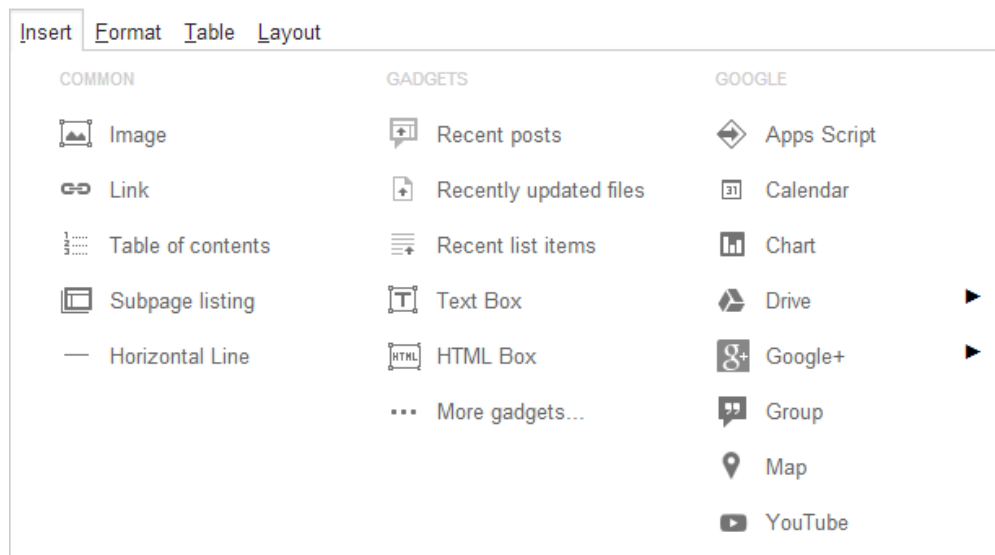 Insert Format Table Layout
COMMON
Image
Link
Table of contents
Subpage listing
Horizontal Line
GADGETS
Recent posts
Recently updated files
Recent list items
Text Box
HTML Box
More gadgets...
GOOGLE
Apps Script
31 Calendar
Chart
Drive
Google+
Group
Map
YouTube